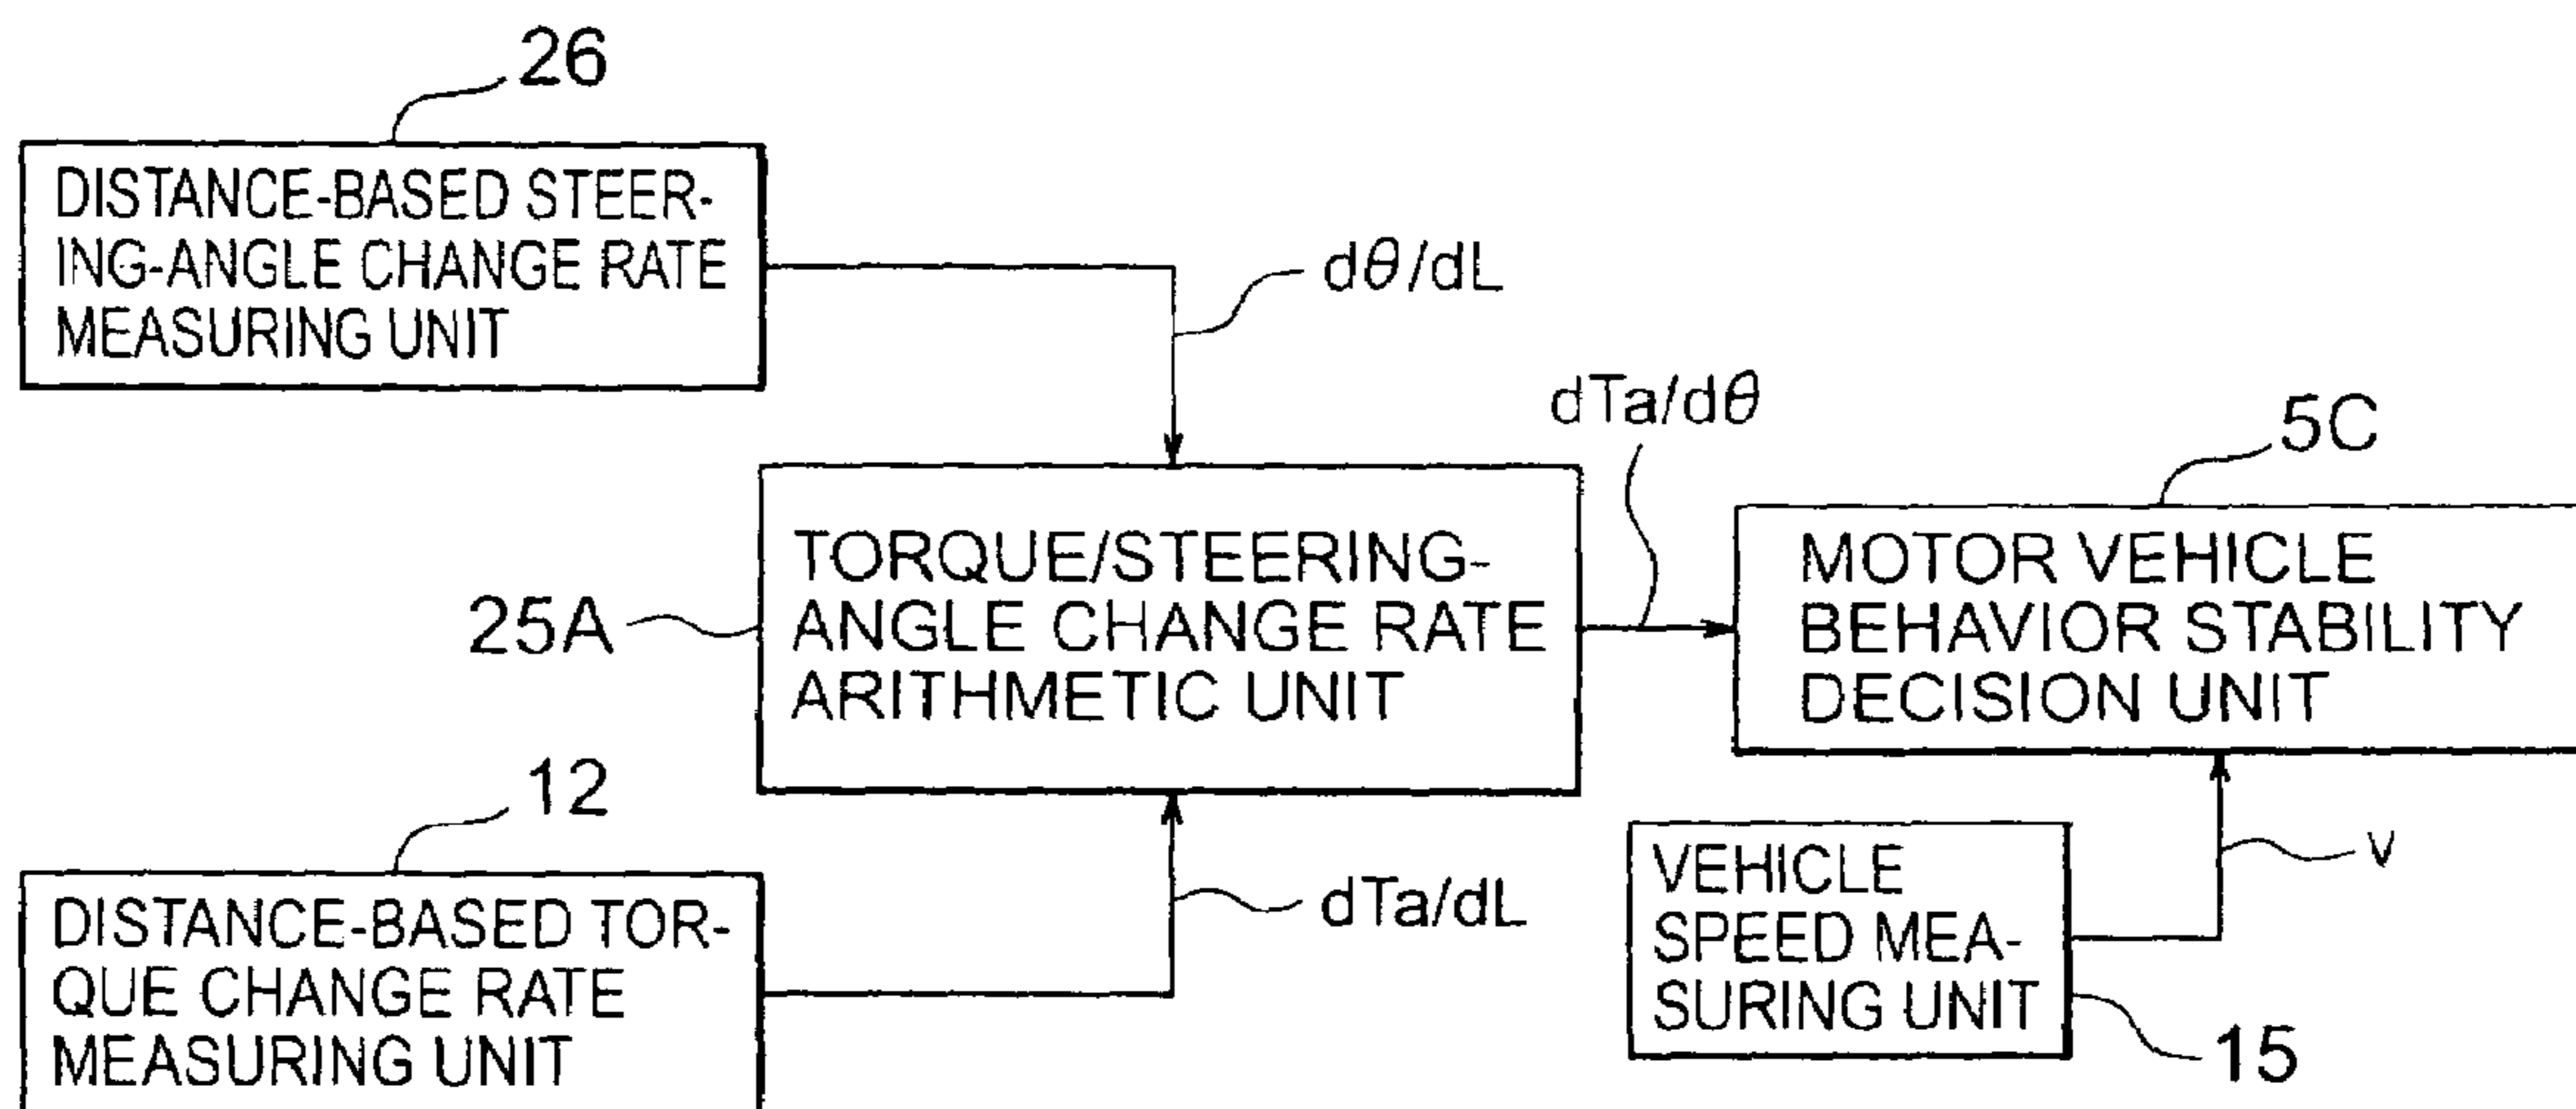 26
DISTANCE-BASED STEER-
ING-ANGLE CHANGE RATE
MEASURING UNIT
dθ/dL
dTa/dθ
5C
25A
TORQUE/STEERING-
ANGLE CHANGE RATE
ARITHMETIC UNIT
MOTOR VEHICLE
BEHAVIOR STABILITY
DECISION UNIT
12
DISTANCE-BASED TOR-
QUE CHANGE RATE
MEASURING UNIT
dTa/dL
VEHICLE
SPEED MEA-
SURING UNIT
v
15